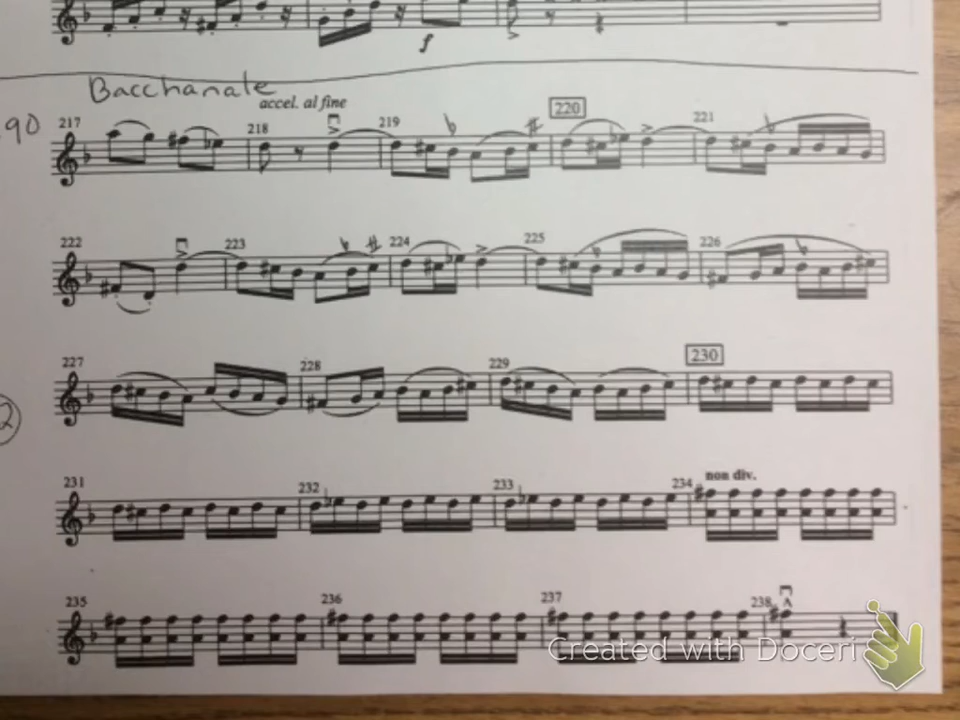 f
Bacchanale
accel. al fine
90
217 218 219 220 221
222 223 224 225 226
227 228 229 230
2
231 232 233 234 non div.
235 236 237 238
Created with Doceri